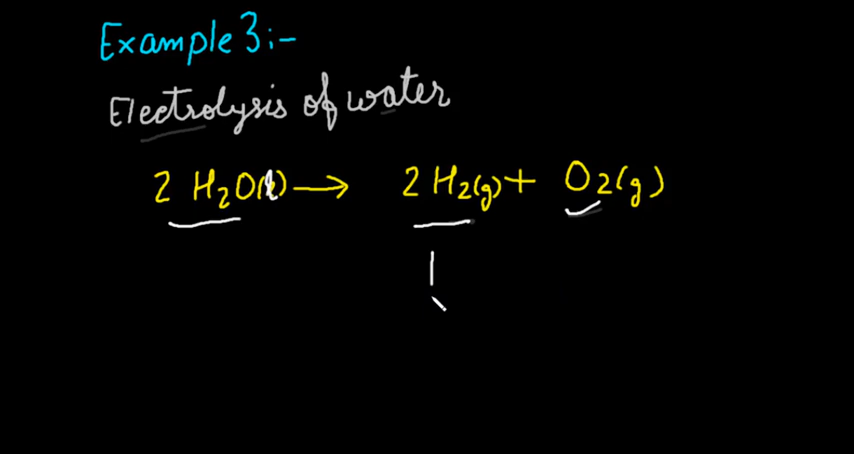 Example 3:-
Electrolysis of water
2 H2O(l) → 2 H2(g) + O2(g)